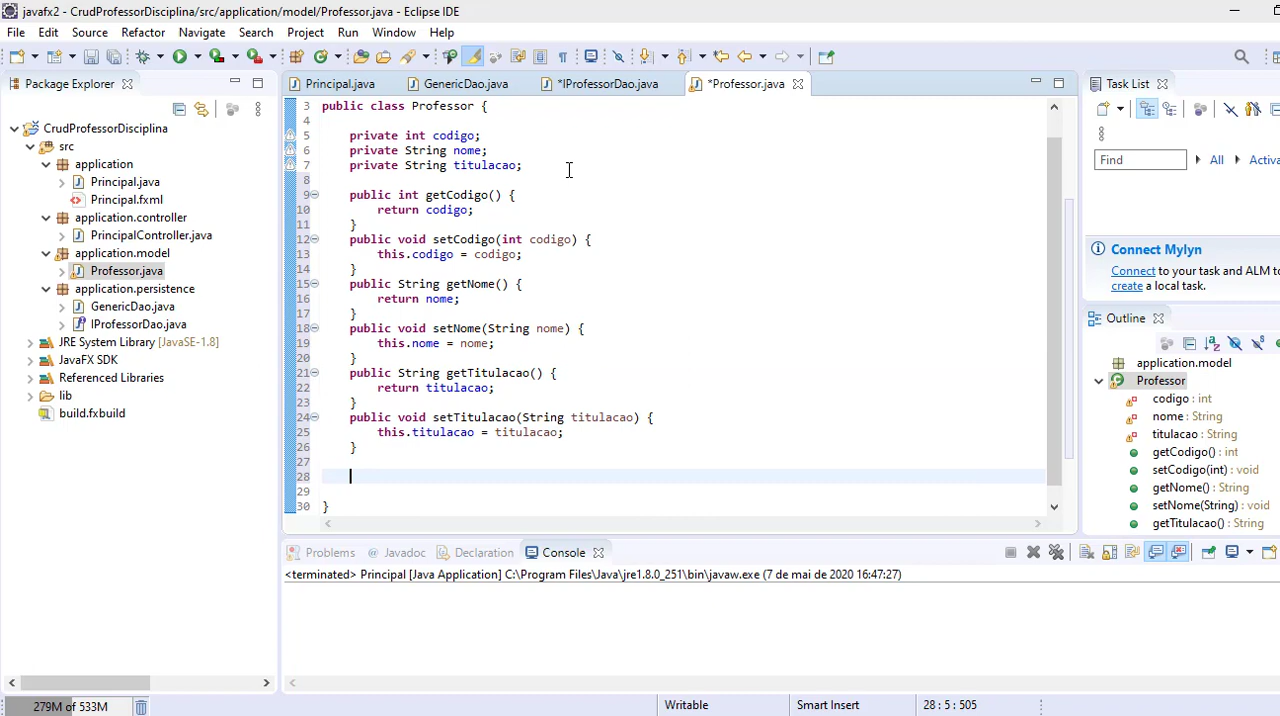 javafx2 - CrudProfessorDisciplina/src/application/model/Professor.java - Eclipse IDE
File Edit Source Refactor Navigate Search Project Run Window Help
Package Explorer
CrudProfessorDisciplina
src
application
Principal.java
Principal.fxml
application.controller
PrincipalController.java
application.model
Professor.java
application.persistence
GenericDao.java
IProfessorDao.java
JRE System Library [JavaSE-1.8]
JavaFX SDK
Referenced Libraries
lib
build.fxbuild
Principal.java GenericDao.java *IProfessorDao.java *Professor.java
3 public class Professor {
4
5 private int codigo;
6 private String nome;
7 private String titulacao;
8
9 public int getCodigo() {
10 return codigo;
11 }
12 public void setCodigo(int codigo) {
13 this.codigo = codigo;
14 }
15 public String getNome() {
16 return nome;
17 }
18 public void setNome(String nome) {
19 this.nome = nome;
20 }
21 public String getTitulacao() {
22 return titulacao;
23 }
24 public void setTitulacao(String titulacao) {
25 this.titulacao = titulacao;
26 }
27
28
29
30 }
Task List
Find All Activa
Connect Mylyn
Connect to your task and ALM to
create a local task.
Outline
application.model
Professor
codigo : int
nome : String
titulacao : String
getCodigo() : int
setCodigo(int) : void
getNome() : String
setNome(String) : void
getTitulacao() : String
Problems Javadoc Declaration Console
<terminated> Principal [Java Application] C:\Program Files\Java\jre1.8.0_251\bin\javaw.exe (7 de mai de 2020 16:47:27)
279M of 533M Writable Smart Insert 28 : 5 : 505